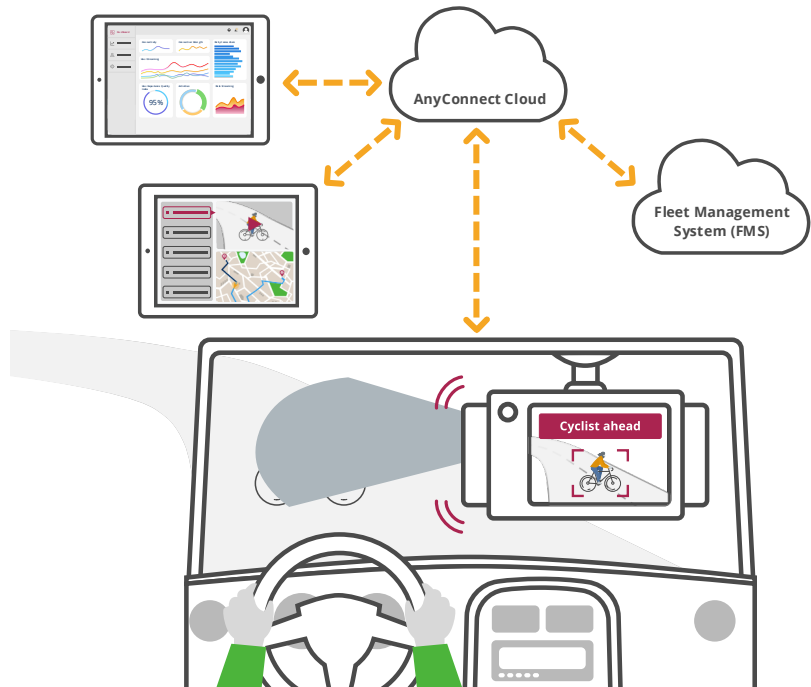 95%
AnyConnect Cloud
Fleet Management
System (FMS)
Cyclist ahead